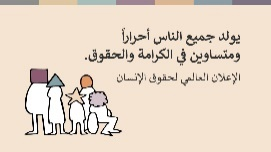 يولد جميع الناس أحراراً
ومتساوين في الكرامة والحقوق.
الإعلان العالمي لحقوق الإنسان